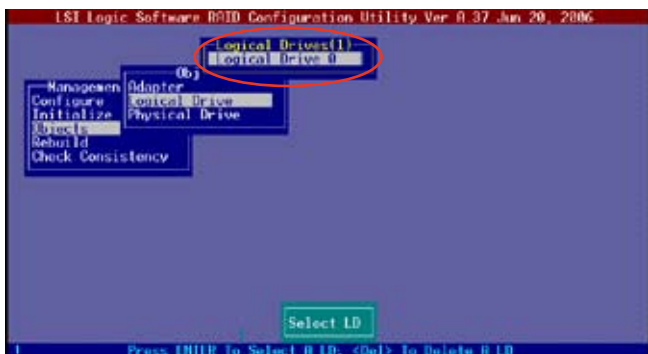 LSI Logic Software RAID Configuration Utility Ver A.37 Jun 20, 2006
Logical Drives(1)
Logical Drive 0
Obj
Adapter
Logical Drive
Physical Drive
Managemen
Configure
Initialize
Objects
Rebuild
Check Consistency
Select LD
Press ENTER To Select A LD, <Del> To Delete A LD